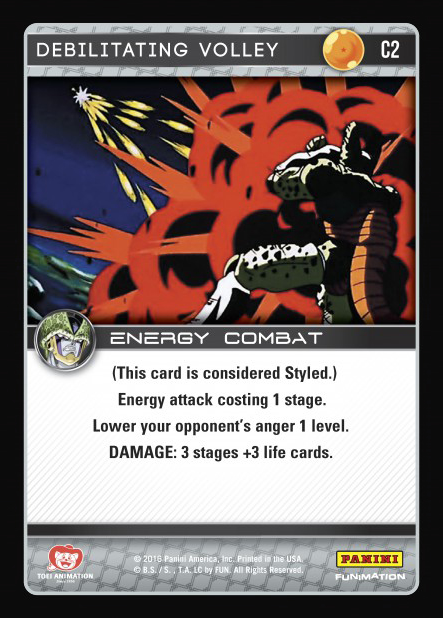 DEBILITATING VOLLEY C2
ENERGY COMBAT
(This card is considered Styled.)
Energy attack costing 1 stage.
Lower your opponent's anger 1 level.
DAMAGE: 3 stages +3 life cards.
TOEI ANIMATION
© 2016 Panini America, Inc. Printed in the USA.
© B.S. / S. , T.A. LC by FUN. All Rights Reserved.
PANINI
FUNIMATION